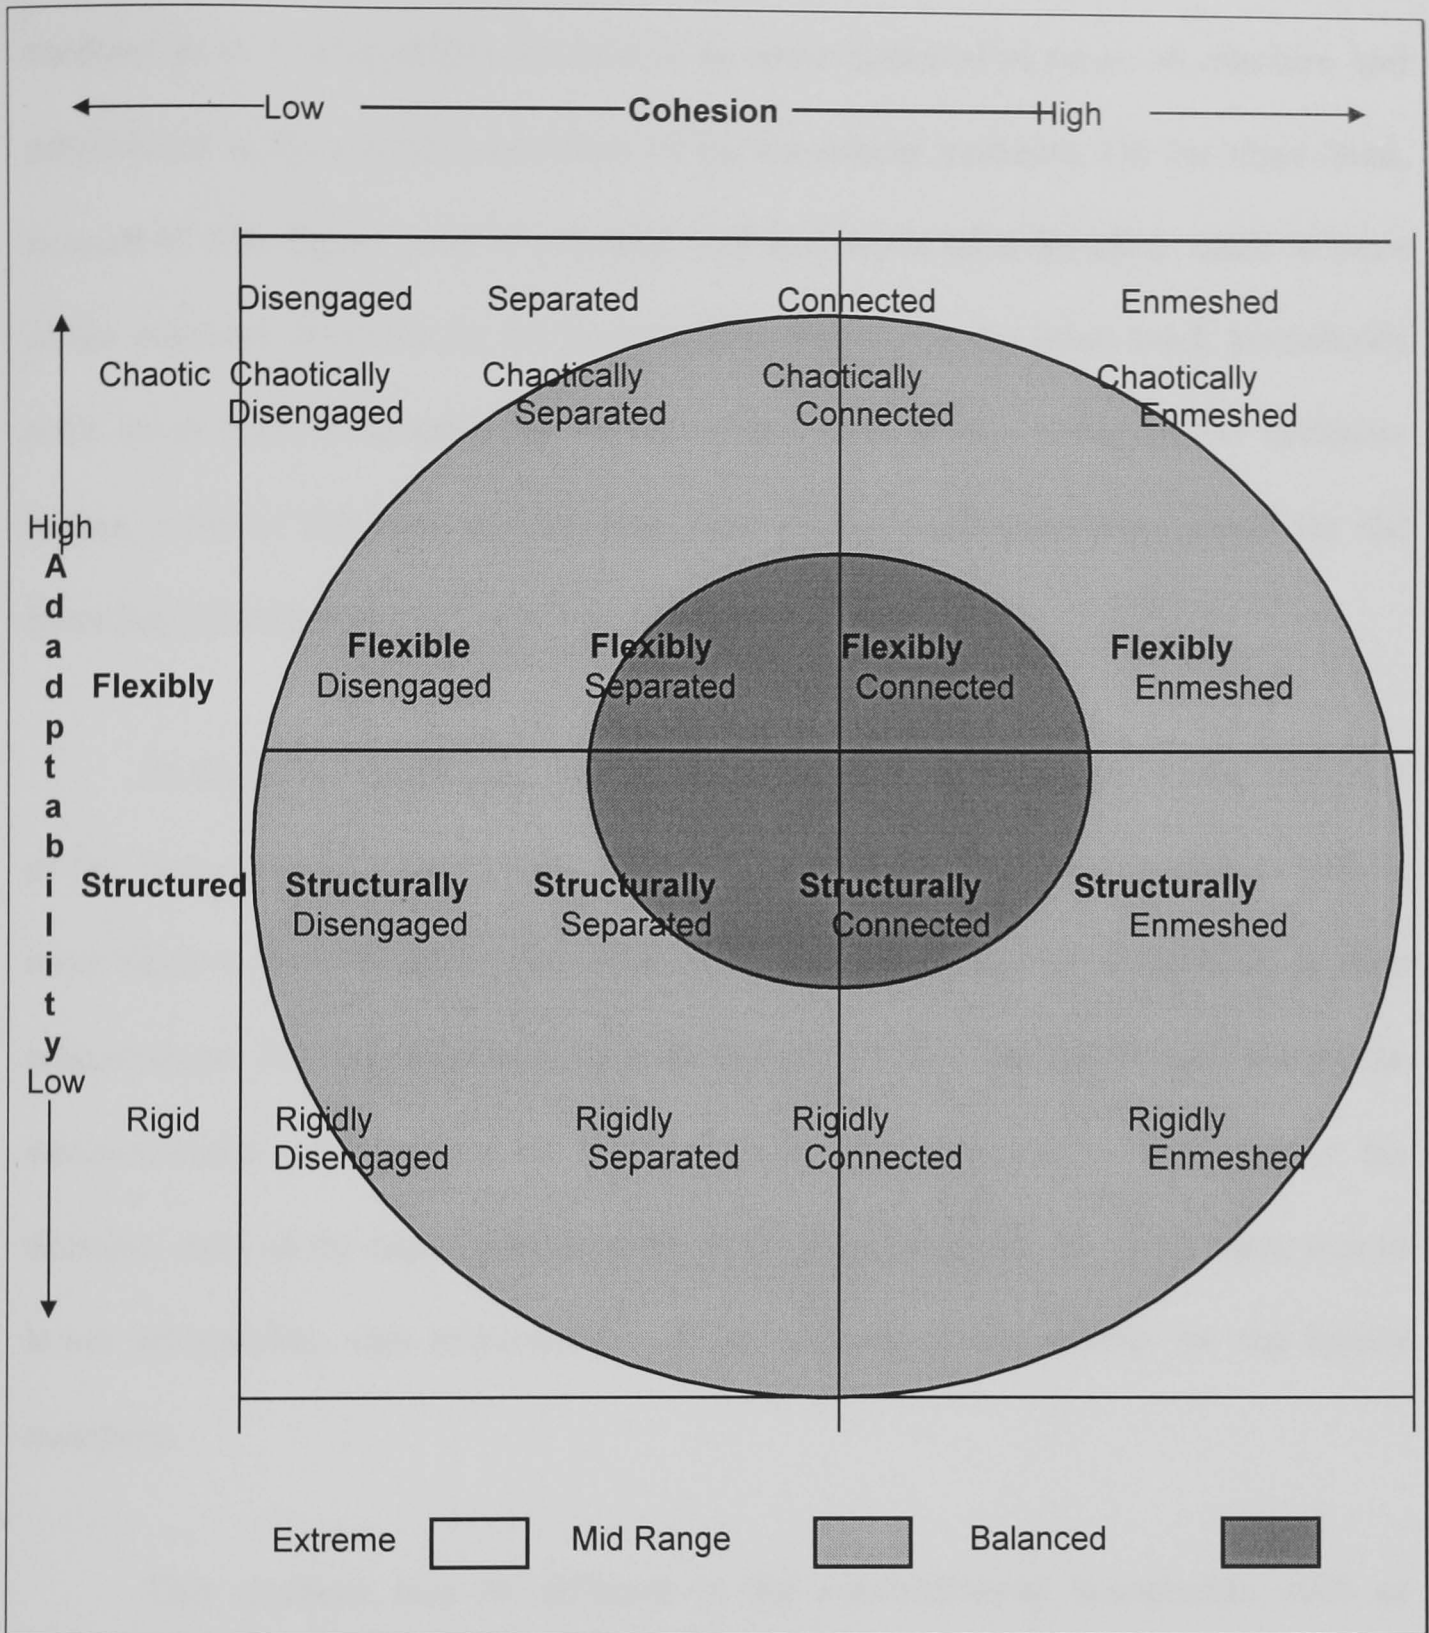 Low Cohesion High
Disengaged Separated Connected Enmeshed
Chaotic Chaotically Chaotically Chaotically Chaotically
Disengaged Separated Connected Enmeshed
High
Adadptability
Flexible Flexibly Flexibly Flexibly
Flexibly Disengaged Separated Connected Enmeshed
Structured Structurally Structurally Structurally Structurally
Disengaged Separated Connected Enmeshed
Low
Rigid Rigidly Rigidly Rigidly Rigidly
Disengaged Separated Connected Enmeshed
Extreme Mid Range Balanced